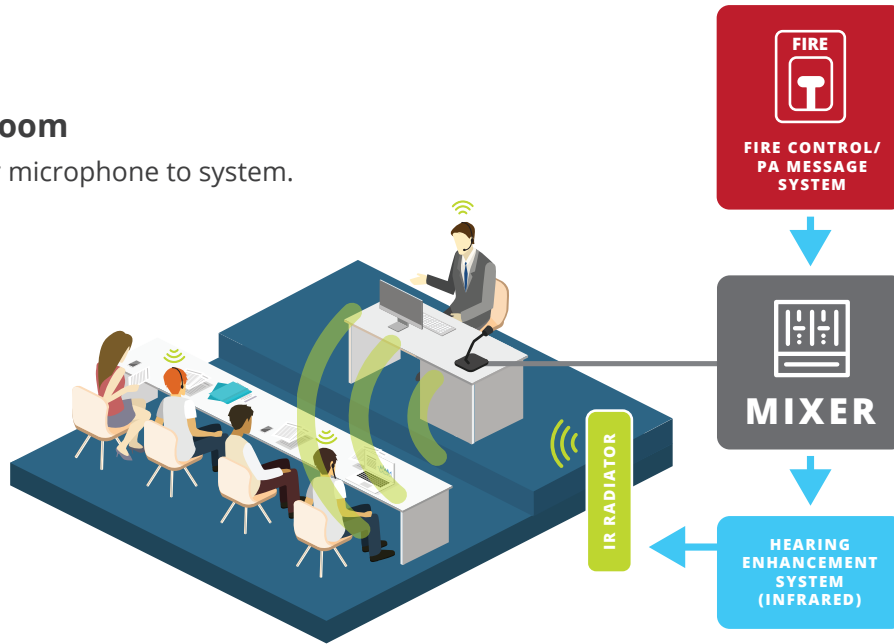 oom
microphone to system.
FIRE
FIRE CONTROL/
PA MESSAGE
SYSTEM
MIXER
IR RADIATOR
HEARING
ENHANCEMENT
SYSTEM
(INFRARED)